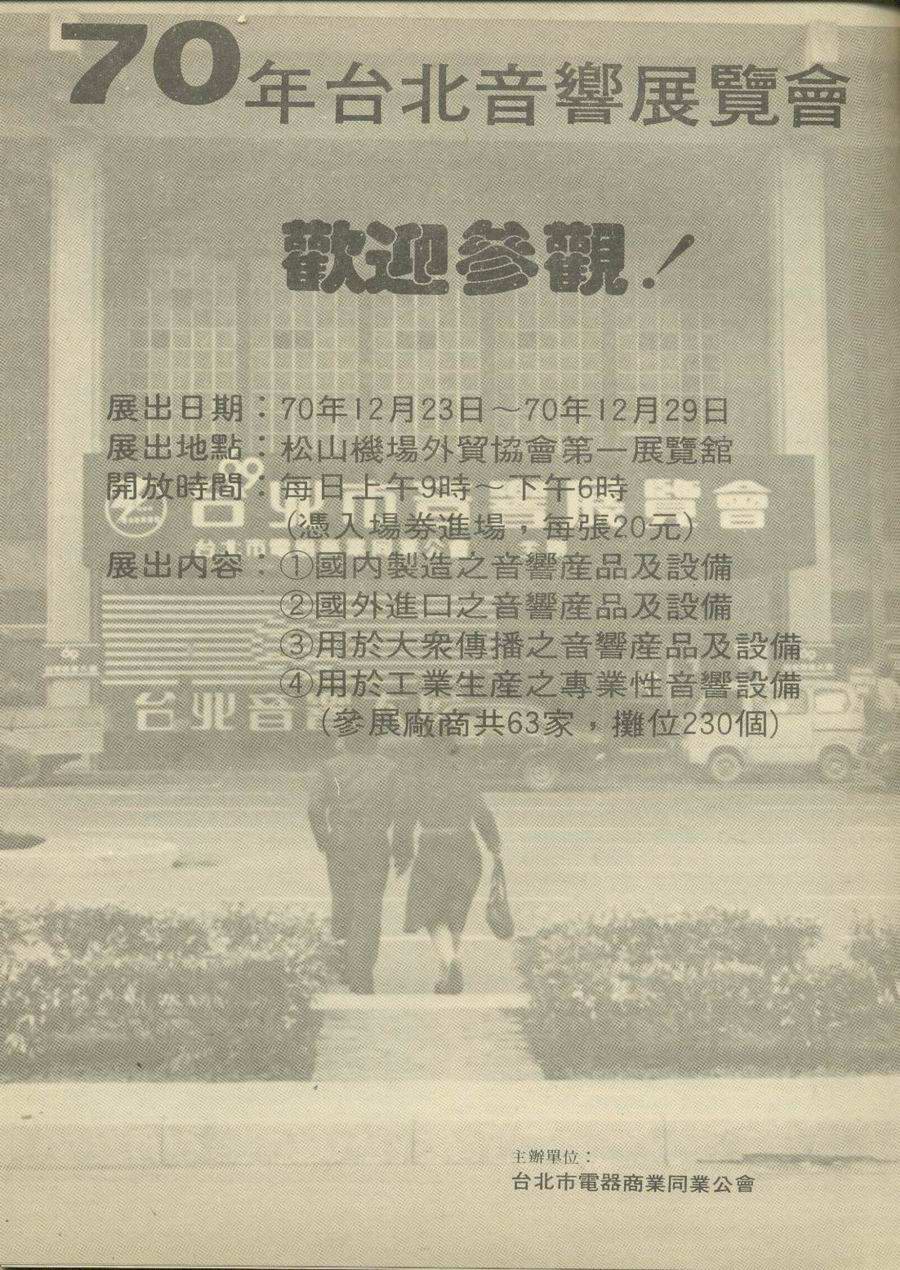 70年台北音響展覽會
歡迎參觀！
展出日期：70年12月23日～70年12月29日
展出地點：松山機場外貿協會第一展覽舘
開放時間：每日上午9時～下午6時
(憑入場券進場，每張20元)
展出內容：①國內製造之音響產品及設備
②國外進口之音響產品及設備
③用於大衆傳播之音響產品及設備
④用於工業生產之專業性音響設備
(參展廠商共63家，攤位230個)
台北音響
主辦單位：
台北市電器商業同業公會